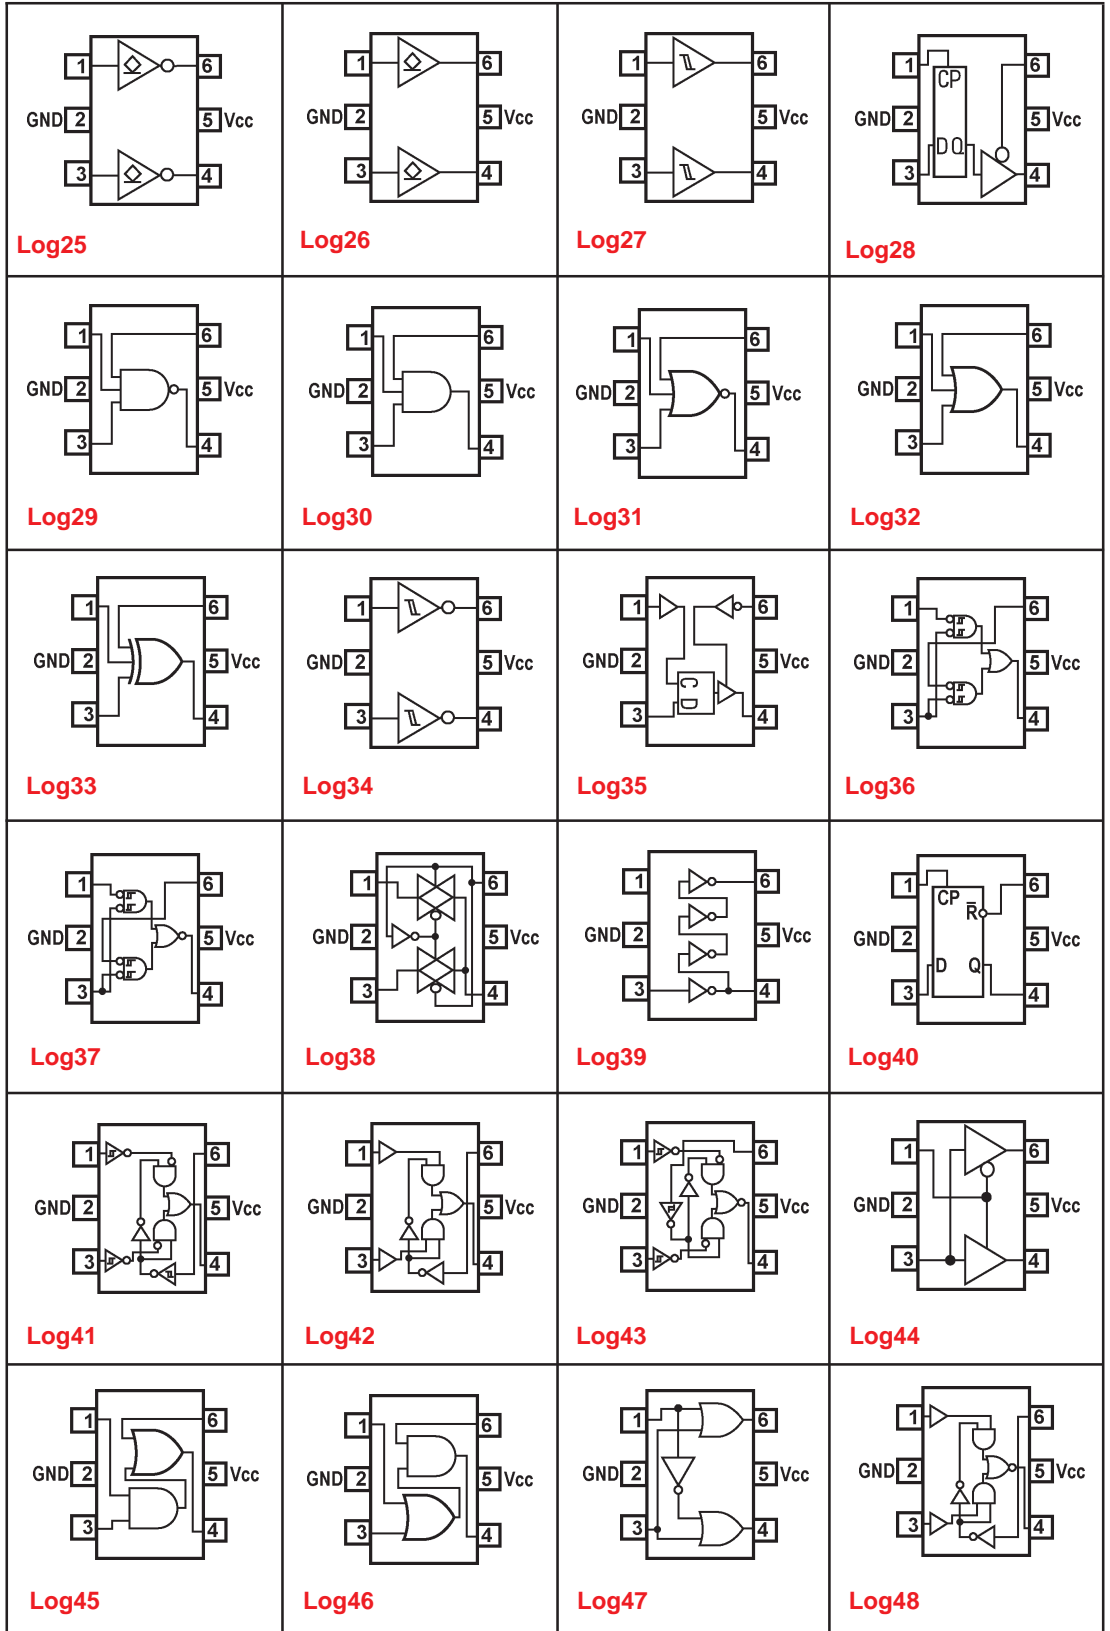 1 6 1 6 1 6 1 CP 6
GND 2 5 Vcc GND 2 5 Vcc GND 2 5 Vcc GND 2 5 Vcc
3 4 3 4 3 4 3 D Q 4
Log25 Log26 Log27 Log28
1 6 1 6 1 6 1 6
GND 2 5 Vcc GND 2 5 Vcc GND 2 5 Vcc GND 2 5 Vcc
3 4 3 4 3 4 3 4
Log29 Log30 Log31 Log32
1 6 1 6 1 6 1 6
GND 2 5 Vcc GND 2 5 Vcc GND 2 5 Vcc GND 2 5 Vcc
3 4 3 4 3 C D 4 3 4
Log33 Log34 Log35 Log36
1 6 1 6 1 6 1 CP R̅ 6
GND 2 5 Vcc GND 2 5 Vcc GND 2 5 Vcc GND 2 5 Vcc
3 4 3 4 3 4 3 D Q 4
Log37 Log38 Log39 Log40
1 6 1 6 1 6 1 6
GND 2 5 Vcc GND 2 5 Vcc GND 2 5 Vcc GND 2 5 Vcc
3 4 3 4 3 4 3 4
Log41 Log42 Log43 Log44
1 6 1 6 1 6 1 6
GND 2 5 Vcc GND 2 5 Vcc GND 2 5 Vcc GND 2 5 Vcc
3 4 3 4 3 4 3 4
Log45 Log46 Log47 Log48